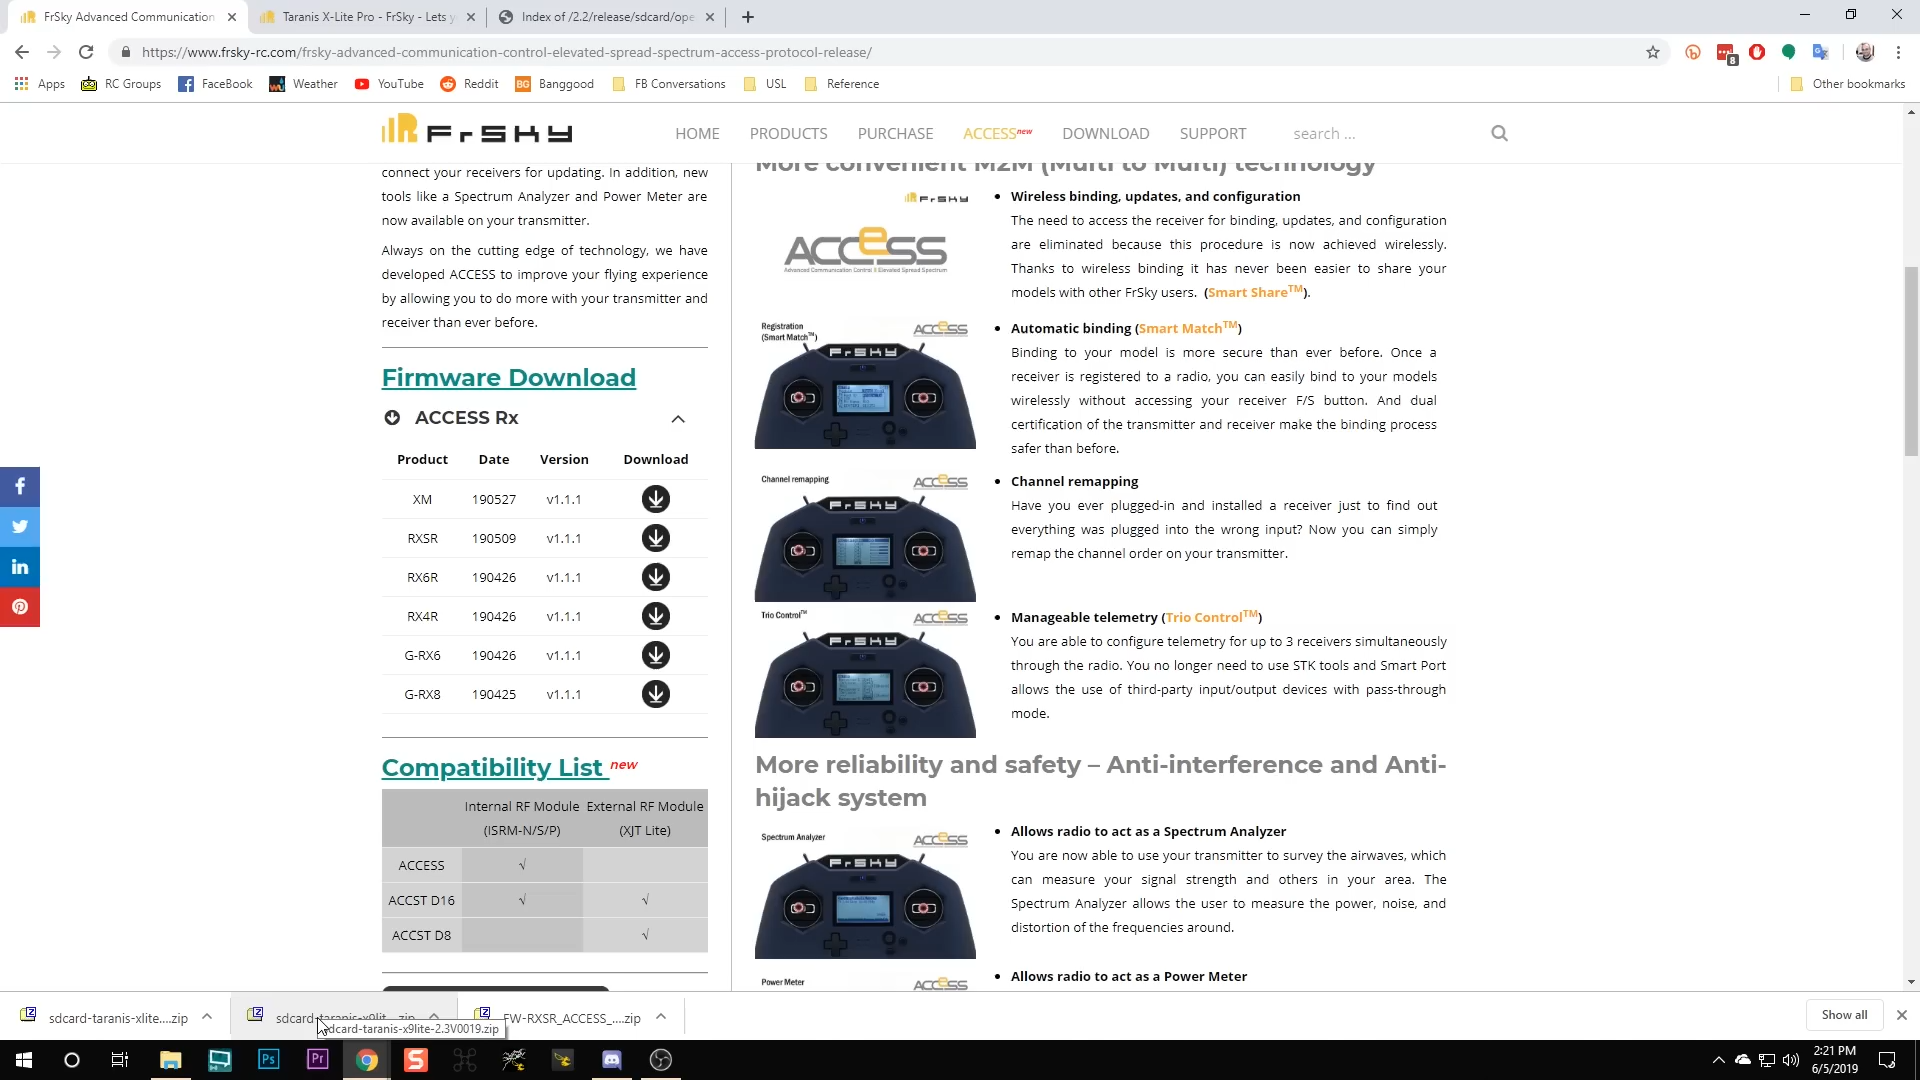 FrSky Advanced Communication
Taranis X-Lite Pro - FrSky - Lets y
Index of /2.2/release/sdcard/ope
https://www.frsky-rc.com/frsky-advanced-communication-control-elevated-spread-spectrum-access-protocol-release/
8
Apps
RC Groups
FaceBook
Weather
YouTube
Reddit
BG Banggood
FB Conversations
USL
Reference
Other bookmarks
FrSKY
HOME
PRODUCTS
PURCHASE
ACCESS new
DOWNLOAD
SUPPORT
search ...
connect your receivers for updating. In addition, new
tools like a Spectrum Analyzer and Power Meter are
now available on your transmitter.
Always on the cutting edge of technology, we have
developed ACCESS to improve your flying experience
by allowing you to do more with your transmitter and
receiver than ever before.
Firmware Download
ACCESS Rx
Product Date Version Download
XM 190527 v1.1.1
RXSR 190509 v1.1.1
RX6R 190426 v1.1.1
RX4R 190426 v1.1.1
G-RX6 190426 v1.1.1
G-RX8 190425 v1.1.1
Compatibility List new
Internal RF Module External RF Module
(ISRM-N/S/P) (XJT Lite)
ACCESS √
ACCST D16 √ √
ACCST D8 √
More convenient M2M (Multi to Multi) technology
FrSKY
ACCESS
Advanced Communication Control & Elevated Spread Spectrum
Wireless binding, updates, and configuration
The need to access the receiver for binding, updates, and configuration
are eliminated because this procedure is now achieved wirelessly.
Thanks to wireless binding it has never been easier to share your
models with other FrSky users. (Smart Share™).
Registration
(Smart Match™)
ACCESS
FrSKY
Automatic binding (Smart Match™)
Binding to your model is more secure than ever before. Once a
receiver is registered to a radio, you can easily bind to your models
wirelessly without accessing your receiver F/S button. And dual
certification of the transmitter and receiver make the binding process
safer than before.
Channel remapping
ACCESS
FrSKY
Channel remapping
Have you ever plugged-in and installed a receiver just to find out
everything was plugged into the wrong input? Now you can simply
remap the channel order on your transmitter.
Trio Control™
ACCESS
FrSKY
Manageable telemetry (Trio Control™)
You are able to configure telemetry for up to 3 receivers simultaneously
through the radio. You no longer need to use STK tools and Smart Port
allows the use of third-party input/output devices with pass-through
mode.
More reliability and safety – Anti-interference and Anti-
hijack system
Spectrum Analyzer
ACCESS
FrSKY
Allows radio to act as a Spectrum Analyzer
You are now able to use your transmitter to survey the airwaves, which
can measure your signal strength and others in your area. The
Spectrum Analyzer allows the user to measure the power, noise, and
distortion of the frequencies around.
Power Meter
ACCESS
Allows radio to act as a Power Meter
sdcard-taranis-xlite....zip
sdcard-taranis-x9lit....zip
FW-RXSR_ACCESS_....zip
sdcard-taranis-x9lite-2.3V0019.zip
Show all
Ps
Pr
2:21 PM
6/5/2019